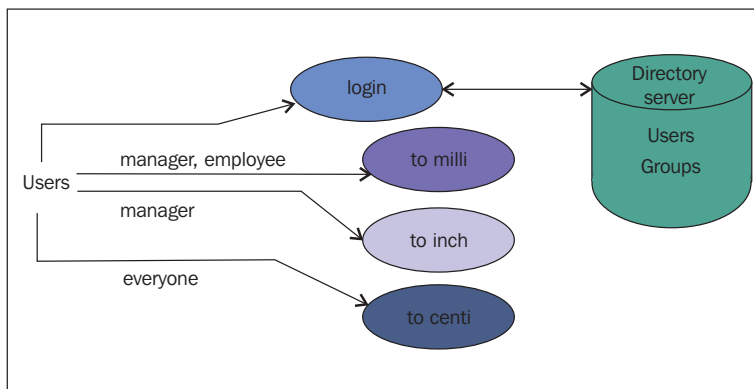 login
Directory
server
Users
Groups
manager, employee
to milli
Users
manager
to inch
everyone
to centi